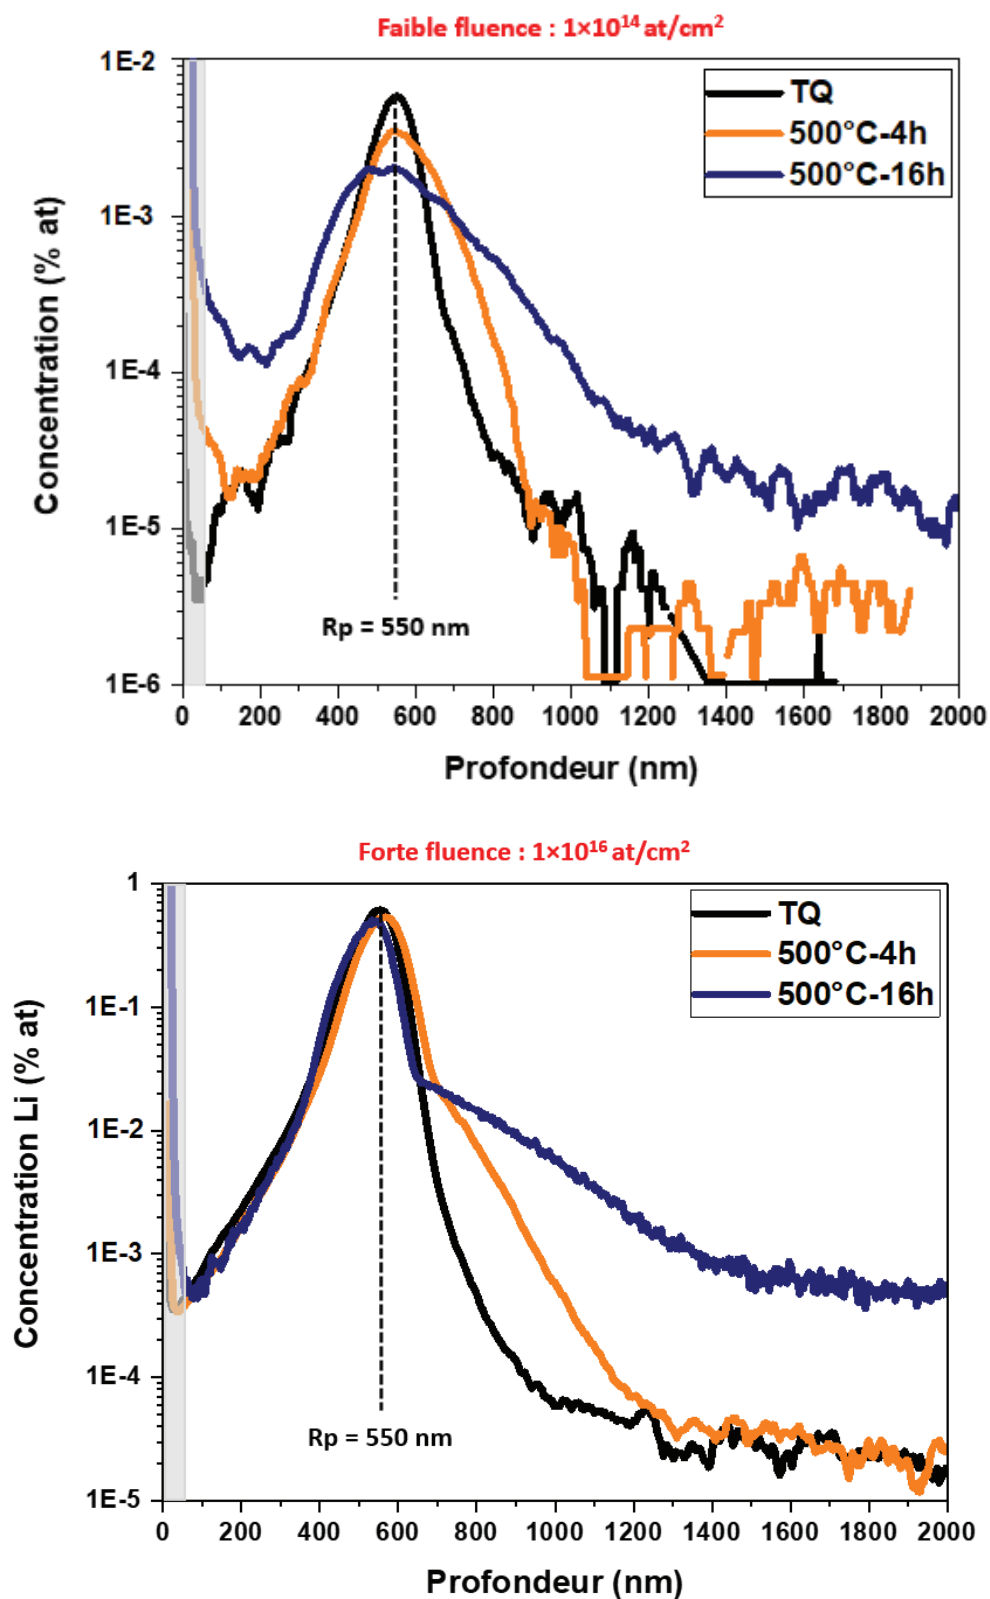 Faible fluence : 1×10¹⁴ at/cm²
1E-2
1E-3
1E-4
1E-5
1E-6
Concentration (% at)
TQ
500°C-4h
500°C-16h
Rp = 550 nm
0 200 400 600 800 1000 1200 1400 1600 1800 2000
Profondeur (nm)
Forte fluence : 1×10¹⁶ at/cm²
1
1E-1
1E-2
1E-3
1E-4
1E-5
Concentration Li (% at)
TQ
500°C-4h
500°C-16h
Rp = 550 nm
0 200 400 600 800 1000 1200 1400 1600 1800 2000
Profondeur (nm)